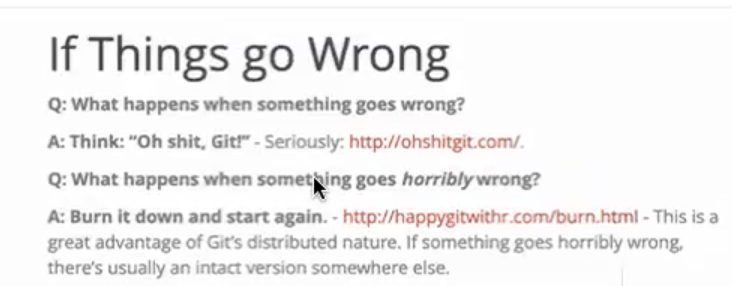 If Things go Wrong
Q: What happens when something goes wrong?
A: Think: “Oh shit, Git!” - Seriously: http://ohshitgit.com/.
Q: What happens when something goes horribly wrong?
A: Burn it down and start again. - http://happygitwithr.com/burn.html - This is a
great advantage of Git’s distributed nature. If something goes horribly wrong,
there’s usually an intact version somewhere else.